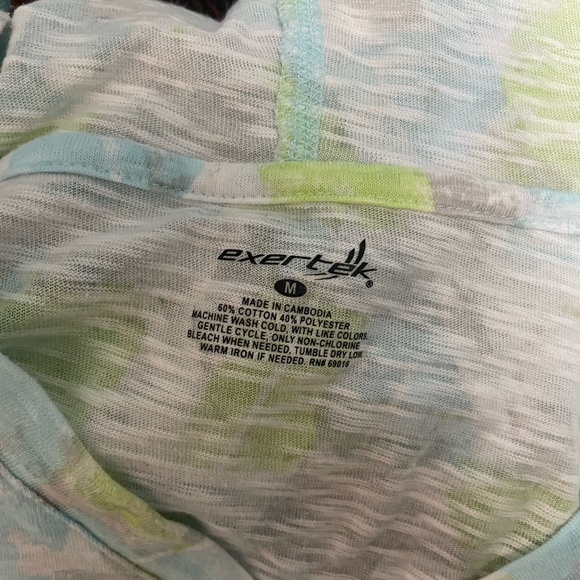 exertek®
M
MADE IN CAMBODIA
60% COTTON 40% POLYESTER
MACHINE WASH COLD, WITH LIKE COLORS,
GENTLE CYCLE, ONLY NON-CHLORINE
BLEACH WHEN NEEDED, TUMBLE DRY LOW,
WARM IRON IF NEEDED. RN# 69016